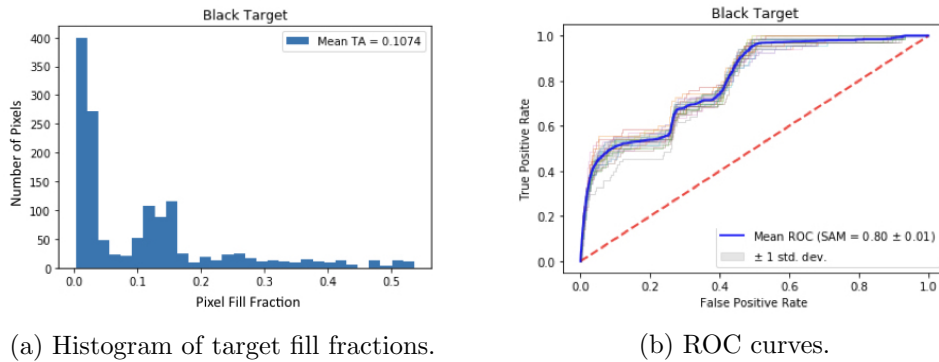 Black Target
Mean TA = 0.1074
Number of Pixels
400
350
300
250
200
150
100
50
0
0.0 0.1 0.2 0.3 0.4 0.5
Pixel Fill Fraction
(a) Histogram of target fill fractions.
Black Target
True Positive Rate
1.0
0.8
0.6
0.4
0.2
0.0
Mean ROC (SAM = 0.80 ± 0.01)
± 1 std. dev.
0.0 0.2 0.4 0.6 0.8 1.0
False Positive Rate
(b) ROC curves.